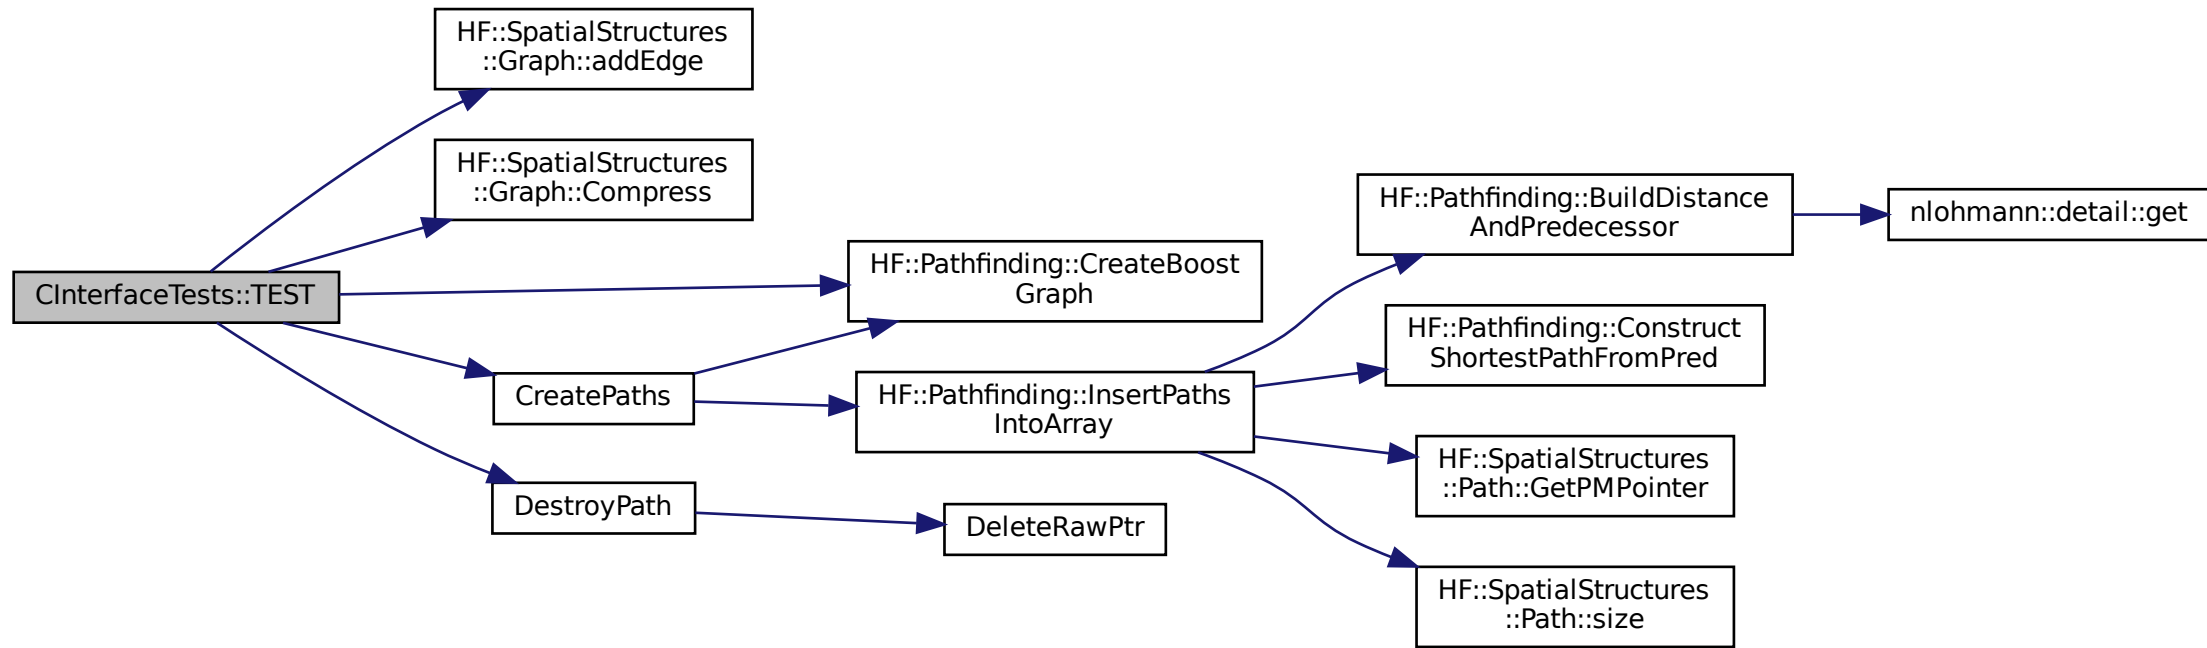 HF::SpatialStructures
::Graph::addEdge
HF::SpatialStructures
::Graph::Compress
CInterfaceTests::TEST
HF::Pathfinding::CreateBoost
Graph
CreatePaths
DestroyPath
HF::Pathfinding::InsertPaths
IntoArray
DeleteRawPtr
HF::Pathfinding::BuildDistance
AndPredecessor
HF::Pathfinding::Construct
ShortestPathFromPred
HF::SpatialStructures
::Path::GetPMPointer
HF::SpatialStructures
::Path::size
nlohmann::detail::get